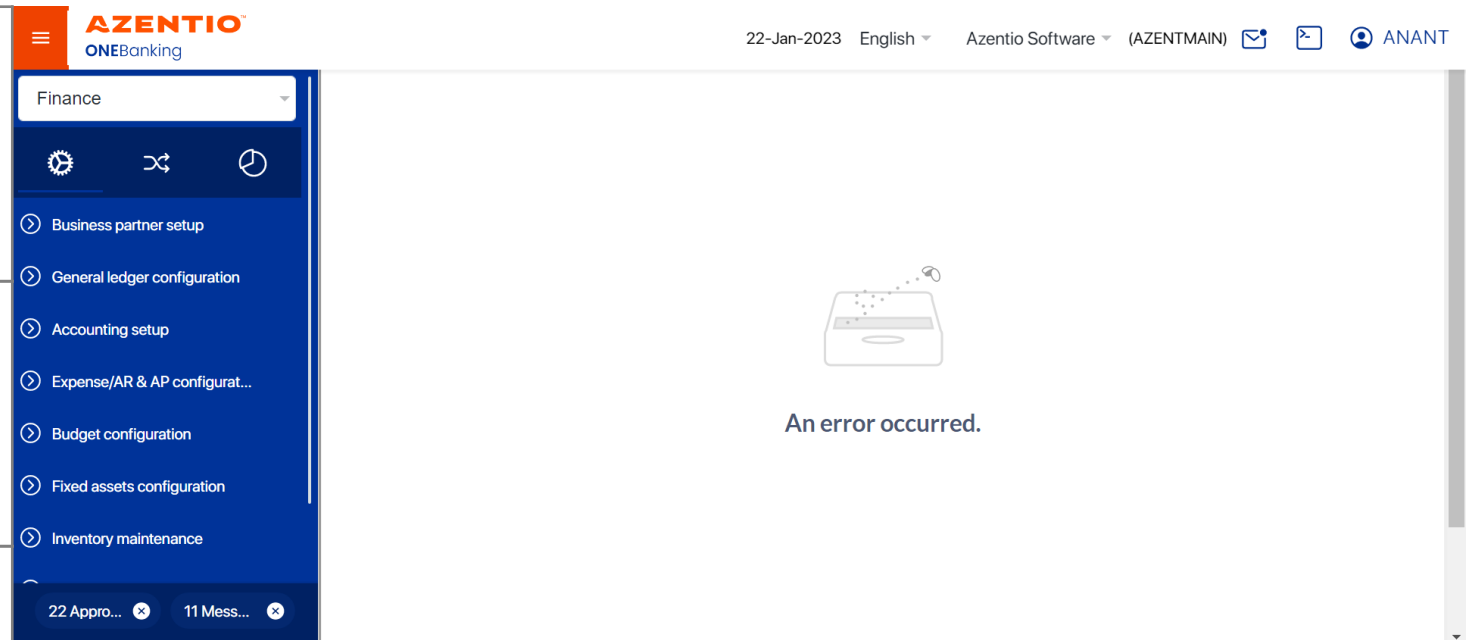 AZENTIO™
ONEBanking
22-Jan-2023 English Azentio Software (AZENTMAIN) ANANT
Finance
Business partner setup
General ledger configuration
Accounting setup
Expense/AR & AP configurat...
Budget configuration
Fixed assets configuration
Inventory maintenance
22 Appro... 11 Mess...
An error occurred.